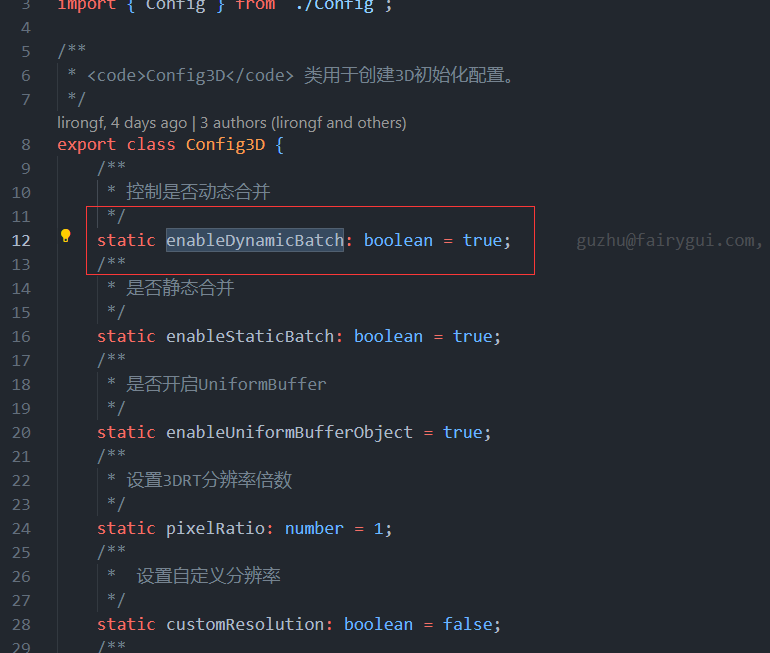 3 import { Config } from "./Config";
4
5 /**
6 * <code>Config3D</code> 类用于创建3D初始化配置。
7 */
lirongf, 4 days ago | 3 authors (lirongf and others)
8 export class Config3D {
9 /**
10 * 控制是否动态合并
11 */
12 static enableDynamicBatch: boolean = true; guzhu@fairygui.com,
13 /**
14 * 是否静态合并
15 */
16 static enableStaticBatch: boolean = true;
17 /**
18 * 是否开启UniformBuffer
19 */
20 static enableUniformBufferObject = true;
21 /**
22 * 设置3DRT分辨率倍数
23 */
24 static pixelRatio: number = 1;
25 /**
26 * 设置自定义分辨率
27 */
28 static customResolution: boolean = false;
29 /**